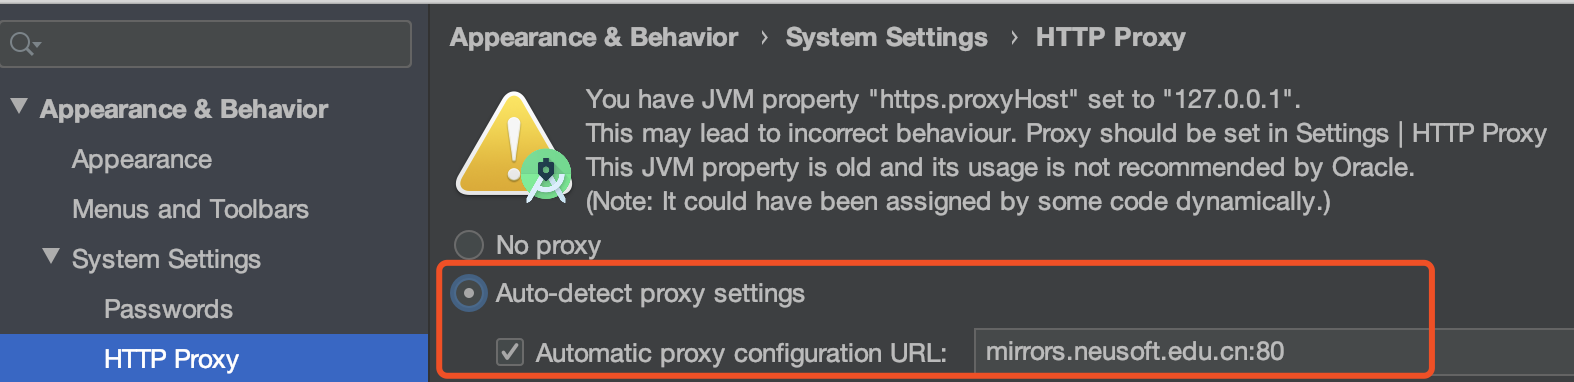 Appearance & Behavior
Appearance
Menus and Toolbars
System Settings
Passwords
HTTP Proxy
Appearance & Behavior › System Settings › HTTP Proxy
You have JVM property "https.proxyHost" set to "127.0.0.1".
This may lead to incorrect behaviour. Proxy should be set in Settings | HTTP Proxy
This JVM property is old and its usage is not recommended by Oracle.
(Note: It could have been assigned by some code dynamically.)
No proxy
Auto-detect proxy settings
Automatic proxy configuration URL: mirrors.neusoft.edu.cn:80